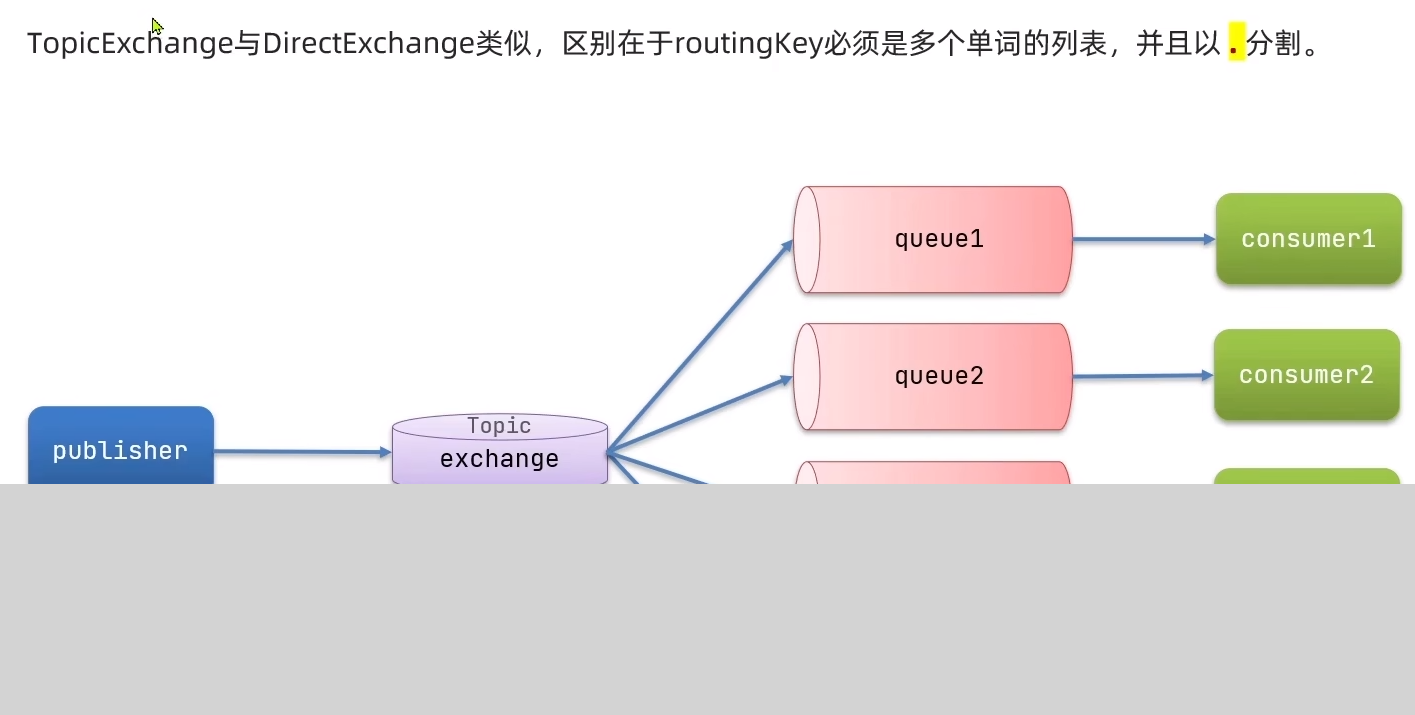 TopicExchange与DirectExchange类似，区别在于routingKey必须是多个单词的列表，并且以 . 分割。
queue1
consumer1
queue2
consumer2
publisher
Topic
exchange